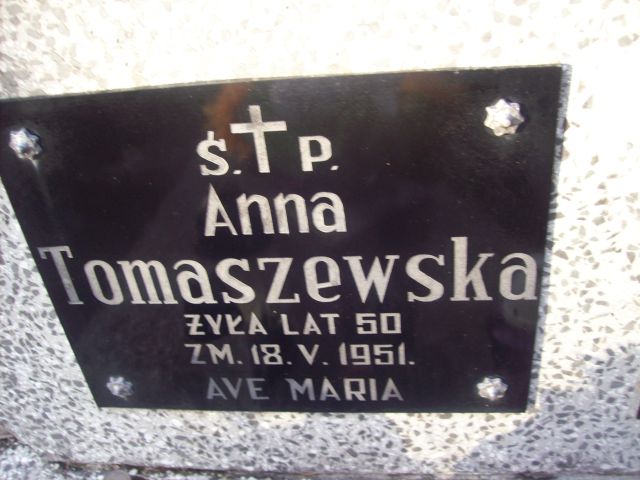 Ś. P.
Anna
Tomaszewska
ŻYŁA LAT 50
ZM. 18. V. 1951.
AVE MARIA